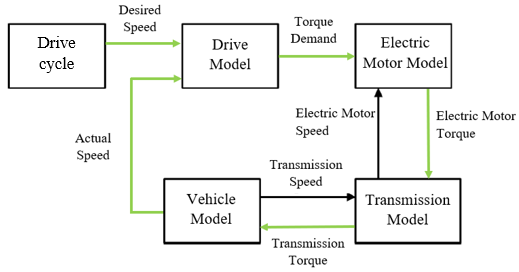 Desired
Speed
Torque
Demand
Drive
cycle
Drive
Model
Electric
Motor Model
Electric Motor
Speed
Electric Motor
Torque
Actual
Speed
Transmission
Speed
Vehicle
Model
Transmission
Model
Transmission
Torque